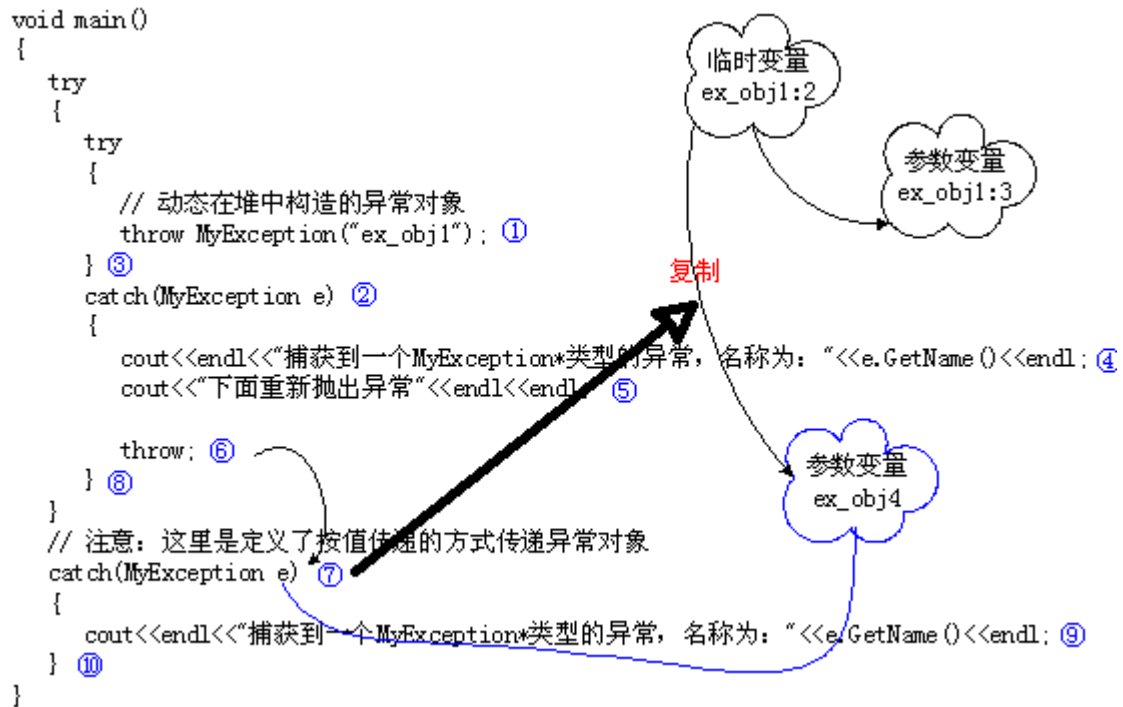 void main()
{
try
{
try
{
// 动态在堆中构造的异常对象
throw MyException("ex_obj1"); ①
} ③
catch(MyException e) ②
{
cout<<endl<<"捕获到一个MyException*类型的异常，名称为："<<e.GetName()<<endl; ④
cout<<"下面重新抛出异常"<<endl<<endl; ⑤
throw; ⑥
} ⑧
}
// 注意：这里是定义了按值传递的方式传递异常对象
catch(MyException e) ⑦
{
cout<<endl<<"捕获到一个MyException*类型的异常，名称为："<<e.GetName()<<endl; ⑨
} ⑩
}
临时变量
ex_obj1:2
参数变量
ex_obj1:3
复制
参数变量
ex_obj4